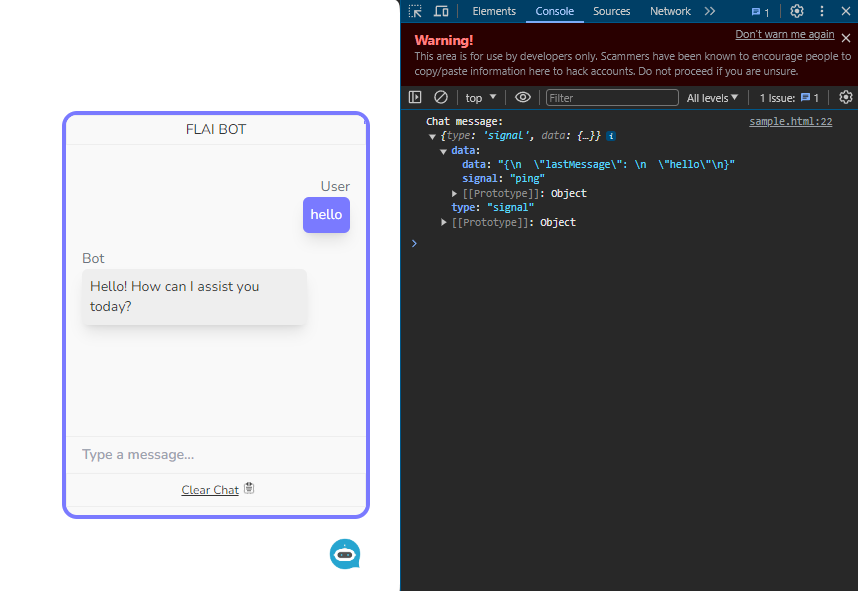 FLAI BOT
User
hello
Bot
Hello! How can I assist you
today?
Type a message...
Clear Chat
Elements Console Sources Network 1
Warning! Don't warn me again
This area is for use by developers only. Scammers have been known to encourage people to
copy/paste information here to hack accounts. Do not proceed if you are unsure.
top Filter All levels 1 Issue: 1
Chat message: sample.html:22
{type: 'signal', data: {…}} i
data:
data: "{\n  \"lastMessage\": \n  \"hello\"\n}"
signal: "ping"
[[Prototype]]: Object
type: "signal"
[[Prototype]]: Object